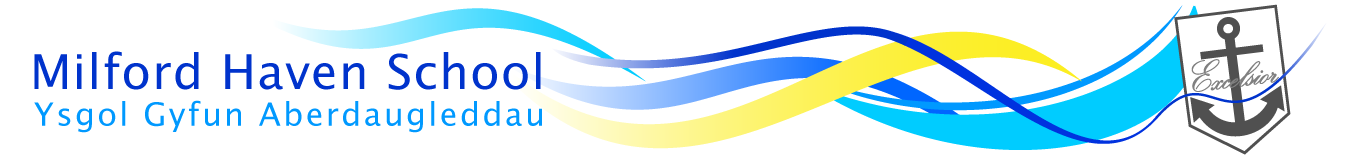 Milford Haven School
Ysgol Gyfun Aberdaugleddau
Excelsior